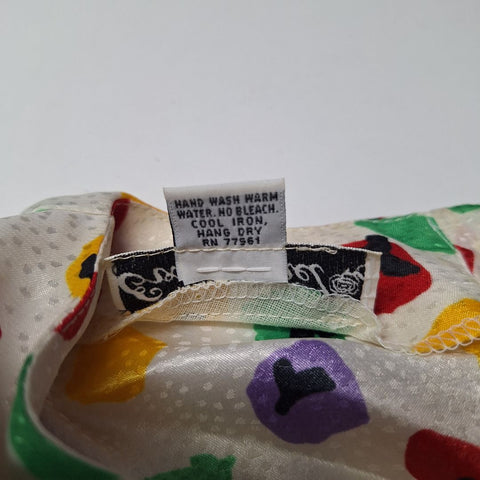 HAND WASH WARM
WATER. NO BLEACH.
COOL IRON,
HANG DRY
RN 77561